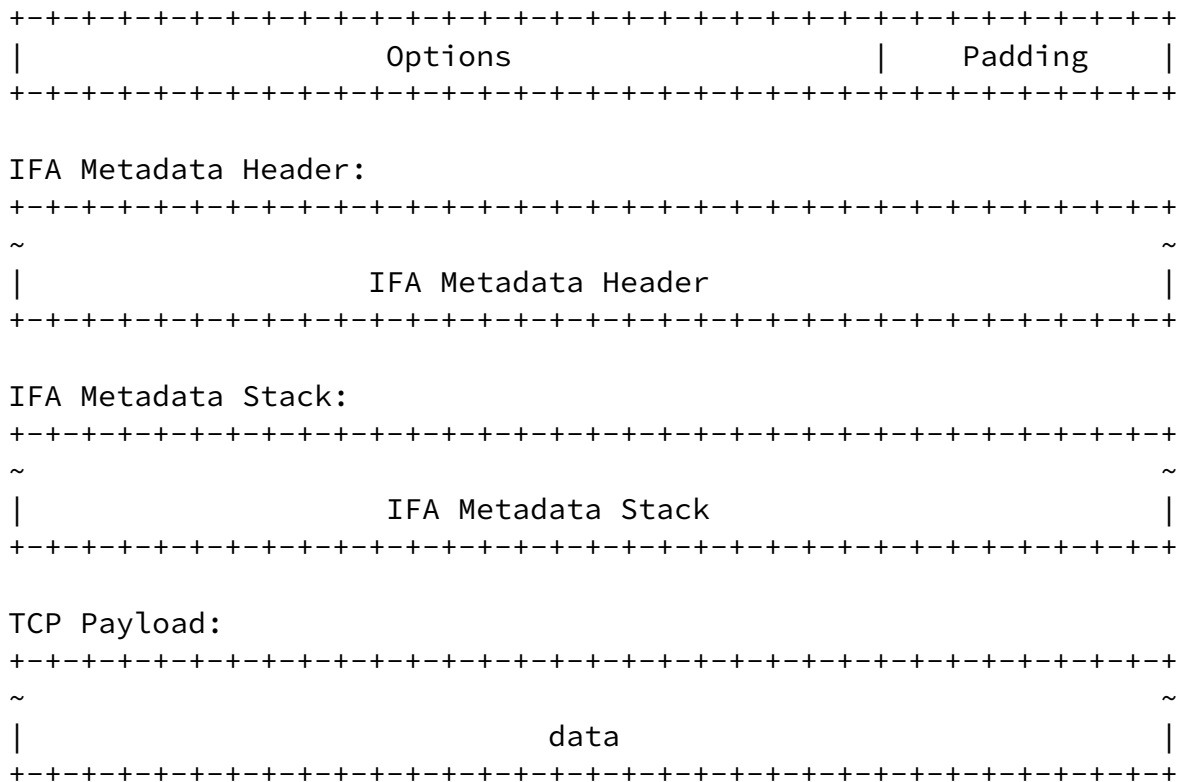 +-+-+-+-+-+-+-+-+-+-+-+-+-+-+-+-+-+-+-+-+-+-+-+-+-+-+-+-+-+-+-+-+
|                    Options                    |    Padding    |
+-+-+-+-+-+-+-+-+-+-+-+-+-+-+-+-+-+-+-+-+-+-+-+-+-+-+-+-+-+-+-+-+

IFA Metadata Header:
+-+-+-+-+-+-+-+-+-+-+-+-+-+-+-+-+-+-+-+-+-+-+-+-+-+-+-+-+-+-+-+-+
~                                                               ~
|                   IFA Metadata Header                         |
+-+-+-+-+-+-+-+-+-+-+-+-+-+-+-+-+-+-+-+-+-+-+-+-+-+-+-+-+-+-+-+-+

IFA Metadata Stack:
+-+-+-+-+-+-+-+-+-+-+-+-+-+-+-+-+-+-+-+-+-+-+-+-+-+-+-+-+-+-+-+-+
~                                                               ~
|                    IFA Metadata Stack                         |
+-+-+-+-+-+-+-+-+-+-+-+-+-+-+-+-+-+-+-+-+-+-+-+-+-+-+-+-+-+-+-+-+

TCP Payload:
+-+-+-+-+-+-+-+-+-+-+-+-+-+-+-+-+-+-+-+-+-+-+-+-+-+-+-+-+-+-+-+-+
~                                                               ~
|                             data                              |
+-+-+-+-+-+-+-+-+-+-+-+-+-+-+-+-+-+-+-+-+-+-+-+-+-+-+-+-+-+-+-+-+